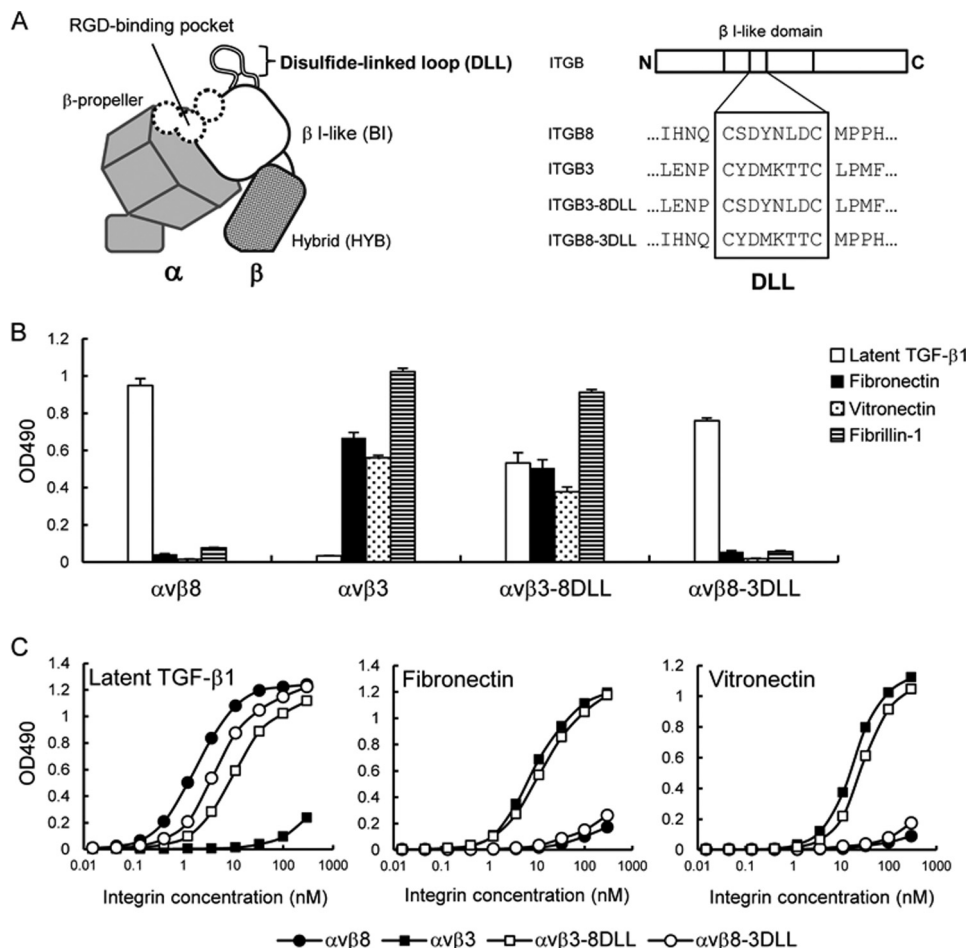 A
RGD-binding pocket
Disulfide-linked loop (DLL)
β-propeller
β I-like (BI)
Hybrid (HYB)
α
β
β I-like domain
ITGB
N
C
ITGB8 ...IHNQ CSDYNLDC MPPH...
ITGB3 ...LENP CYDMKTTC LPMF...
ITGB3-8DLL ...LENP CSDYNLDC LPMF...
ITGB8-3DLL ...IHNQ CYDMKTTC MPPH...
DLL
B
OD490
1.2
1
0.8
0.6
0.4
0.2
0
αvβ8
αvβ3
αvβ3-8DLL
αvβ8-3DLL
Latent TGF-β1
Fibronectin
Vitronectin
Fibrillin-1
C
OD490
Latent TGF-β1
1.4
1.2
1
0.8
0.6
0.4
0.2
0
0.01 0.1 1 10 100 1000
Integrin concentration (nM)
Fibronectin
1.4
1.2
1
0.8
0.6
0.4
0.2
0
0.01 0.1 1 10 100 1000
Integrin concentration (nM)
Vitronectin
1.2
1
0.8
0.6
0.4
0.2
0
0.01 0.1 1 10 100 1000
Integrin concentration (nM)
αvβ8 αvβ3 αvβ3-8DLL αvβ8-3DLL